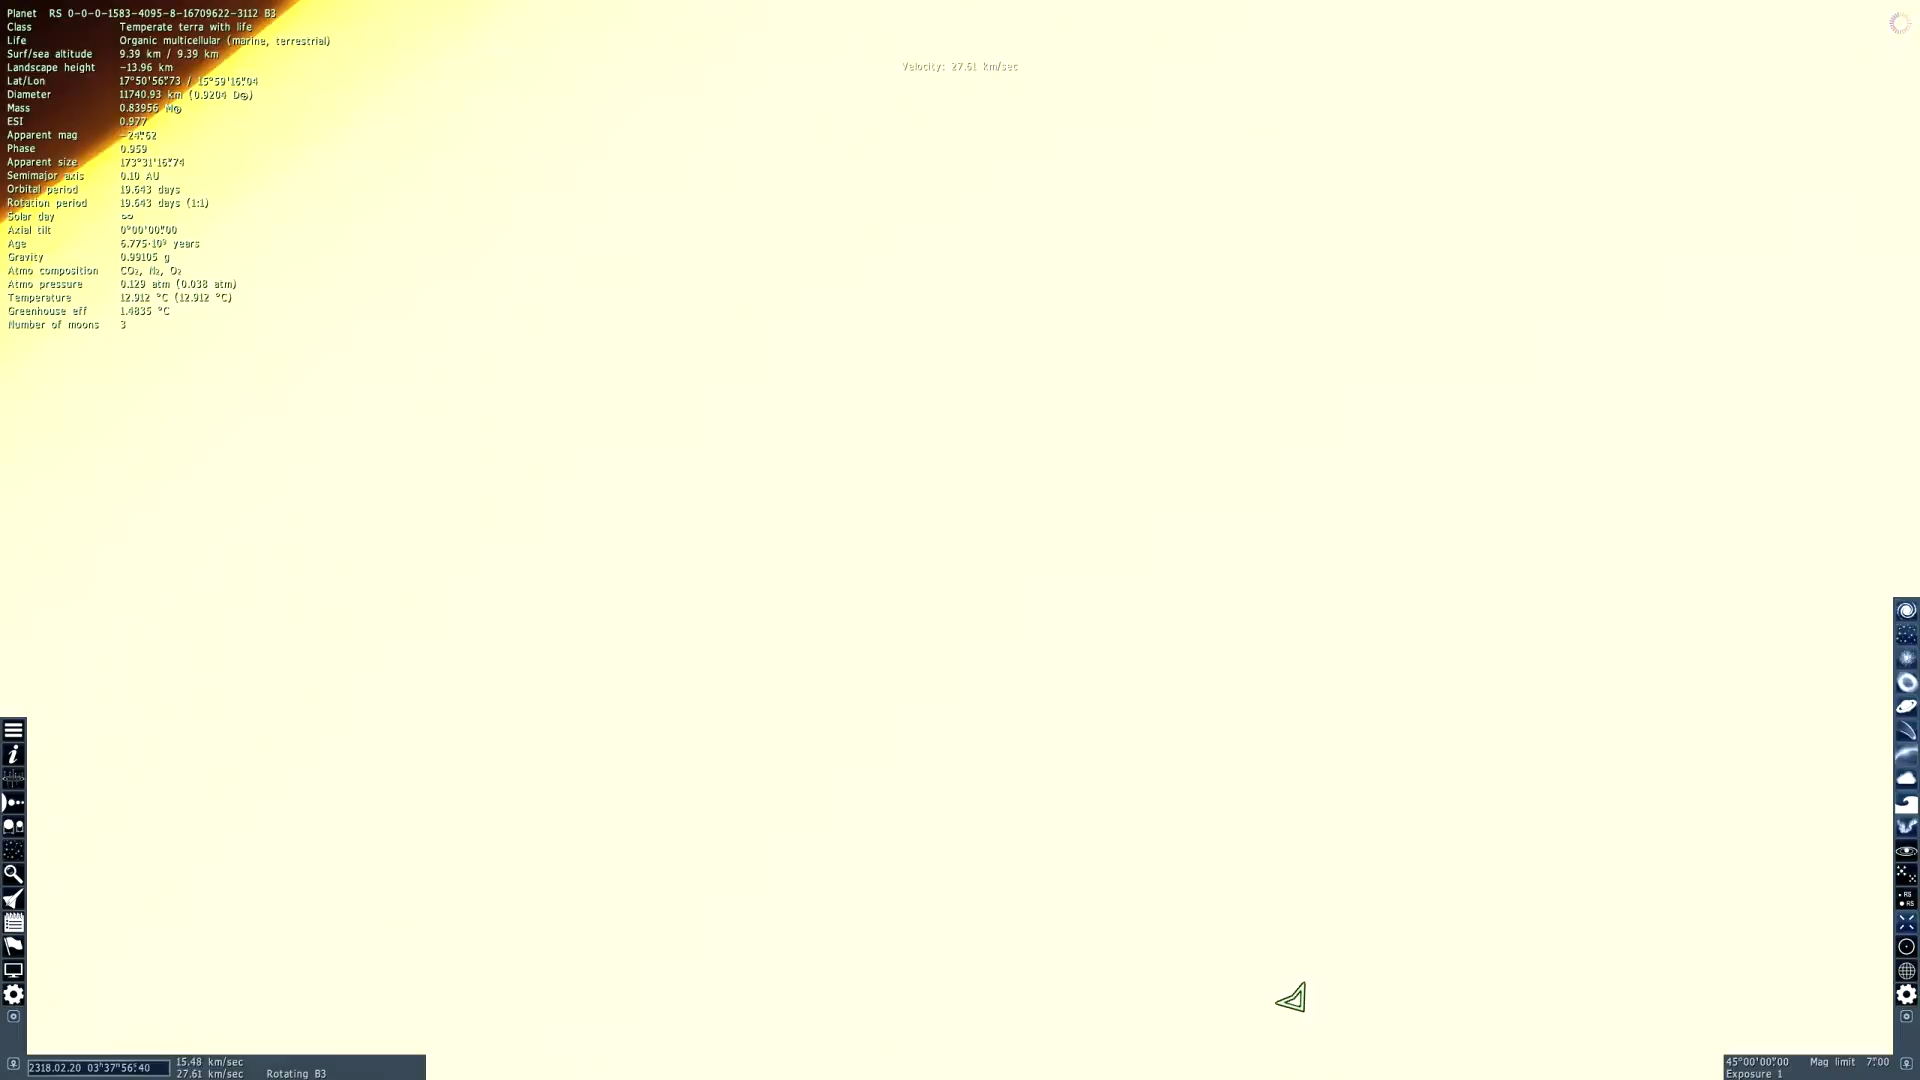 Planet RS 0-0-0-1583-4095-8-16709622-3112 B3
Class Temperate terra with life
Life Organic multicellular (marine, terrestrial)
Surf/sea altitude 9.39 km / 9.39 km
Landscape height −13.96 km
Lat/Lon 17°50'56."73 / 15°59'16."04
Diameter 11740.93 km (0.9204 D⊕)
Mass 0.83956 M⊕
ESI 0.977
Apparent mag −24.ᵐ62
Phase 0.959
Apparent size 173°31'16."74
Semimajor axis 0.10 AU
Orbital period 19.643 days
Rotation period 19.643 days (1:1)
Solar day ∞
Axial tilt 0°00'00."00
Age 6.775·10⁹ years
Gravity 0.99105 g
Atmo composition CO₂, N₂, O₂
Atmo pressure 0.129 atm (0.038 atm)
Temperature 12.912 °C (12.912 °C)
Greenhouse eff 1.4835 °C
Number of moons 3
Velocity: 27.61 km/sec
RS
RS
2318.02.20 03ʰ37ᵐ56.ˢ40
15.48 km/sec
27.61 km/sec Rotating B3
45°00'00."00 Mag limit 7.ᵐ00
Exposure 1